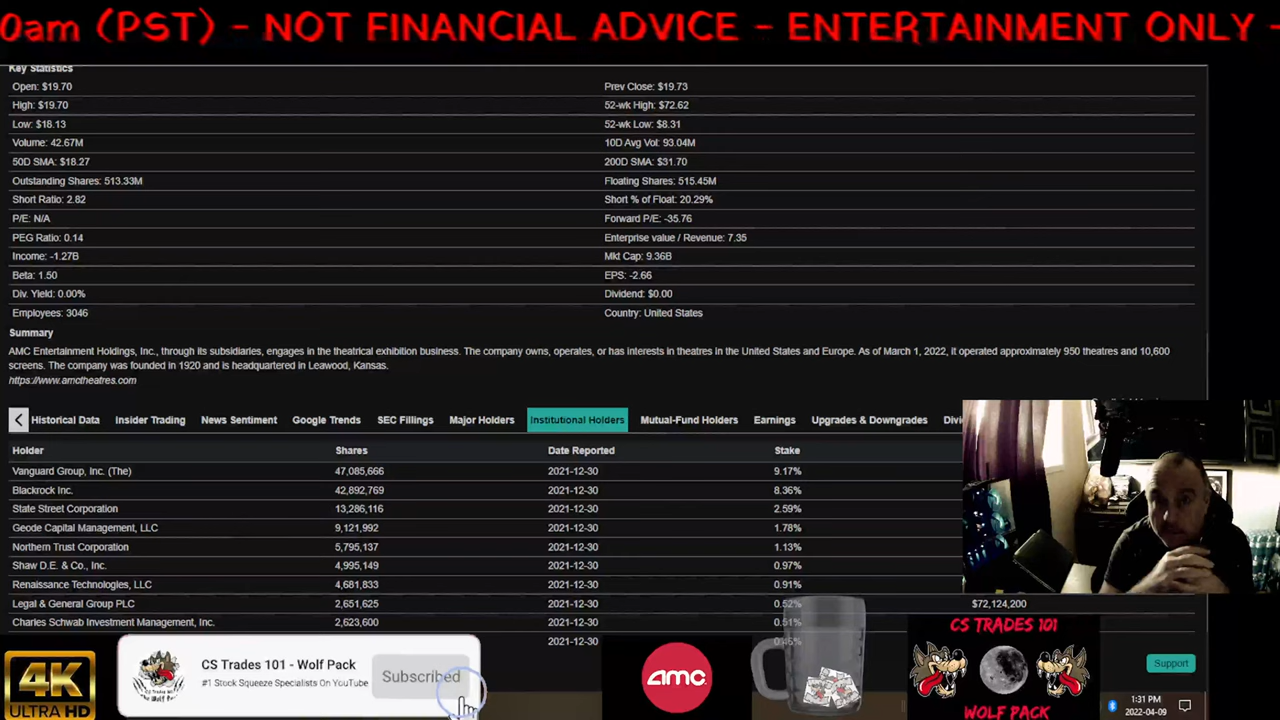 0am (PST) - NOT FINANCIAL ADVICE - ENTERTAINMENT ONLY -
Key Statistics
Open: $19.70
Prev Close: $19.73
High: $19.70
52-wk High: $72.62
Low: $18.13
52-wk Low: $8.31
Volume: 42.67M
10D Avg Vol: 93.04M
50D SMA: $18.27
200D SMA: $31.70
Outstanding Shares: 513.33M
Floating Shares: 515.45M
Short Ratio: 2.82
Short % of Float: 20.29%
P/E: N/A
Forward P/E: -35.76
PEG Ratio: 0.14
Enterprise value / Revenue: 7.35
Income: -1.27B
Mkt Cap: 9.36B
Beta: 1.50
EPS: -2.66
Div. Yield: 0.00%
Dividend: $0.00
Employees: 3046
Country: United States
Summary
AMC Entertainment Holdings, Inc., through its subsidiaries, engages in the theatrical exhibition business. The company owns, operates, or has interests in theatres in the United States and Europe. As of March 1, 2022, it operated approximately 950 theatres and 10,600
screens. The company was founded in 1920 and is headquartered in Leawood, Kansas.
https://www.amctheatres.com
Historical Data Insider Trading News Sentiment Google Trends SEC Fillings Major Holders Institutional Holders Mutual-Fund Holders Earnings Upgrades & Downgrades Divi
Holder Shares Date Reported Stake
Vanguard Group, Inc. (The) 47,085,666 2021-12-30 9.17%
Blackrock Inc. 42,892,769 2021-12-30 8.36%
State Street Corporation 13,286,116 2021-12-30 2.59%
Geode Capital Management, LLC 9,121,992 2021-12-30 1.78%
Northern Trust Corporation 5,795,137 2021-12-30 1.13%
Shaw D.E. & Co., Inc. 4,995,149 2021-12-30 0.97%
Renaissance Technologies, LLC 4,681,833 2021-12-30 0.91%
Legal & General Group PLC 2,651,625 2021-12-30 0.52% $72,124,200
Charles Schwab Investment Management, Inc. 2,623,600 2021-12-30 0.51%
2021-12-30
4K
ULTRA HD
CS Trades 101 - Wolf Pack
#1 Stock Squeeze Specialists On YouTube
Subscribed
amc
CS TRADES 101
WOLF PACK
Support
1:31 PM
2022-04-09